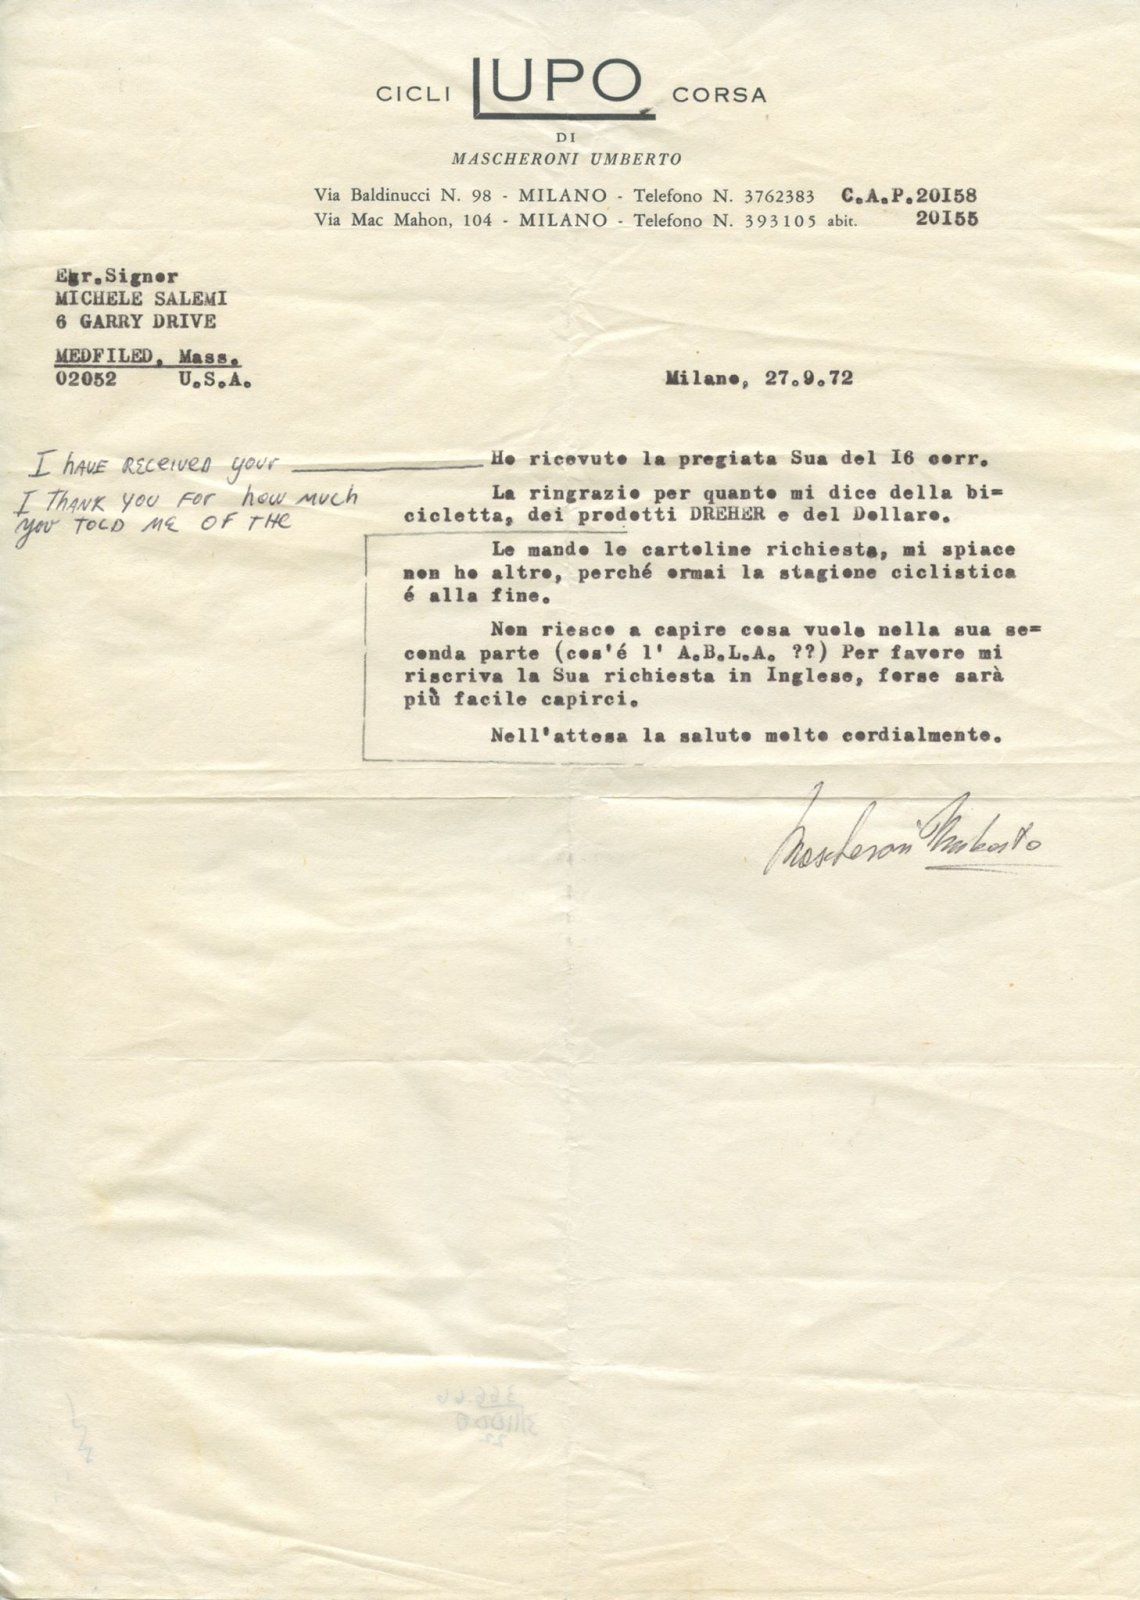 CICLI LUPO CORSA
DI
MASCHERONI UMBERTO
Via Baldinucci N. 98 - MILANO - Telefono N. 3762383 C.A.P.20I58
Via Mac Mahon, 104 - MILANO - Telefono N. 393105 abit. 20I55
Egr.Signor
MICHELE SALEMI
6 GARRY DRIVE
MEDFILED, Mass.
02052 U.S.A.
Milano, 27.9.72
I HAVE RECEIVED your
I THANK YOU FOR how much
you TOLD ME OF THE
Ho ricevuto la pregiata Sua del I6 corr.
La ringrazio per quanto mi dice della bi=
cicletta, dei prodotti DREHER e del Dollaro.
Le mando le cartoline richiesta, mi spiace
non ho altro, perché ormai la stagione ciclistica
é alla fine.
Non riesco a capire cosa vuole nella sua se=
conda parte (cos'é l' A.B.L.A. ??) Per favore mi
riscriva la Sua richiesta in Inglese, forse sarà
più facile capirci.
Nell'attesa la saluto molto cordialmente.
Mascheroni Umberto